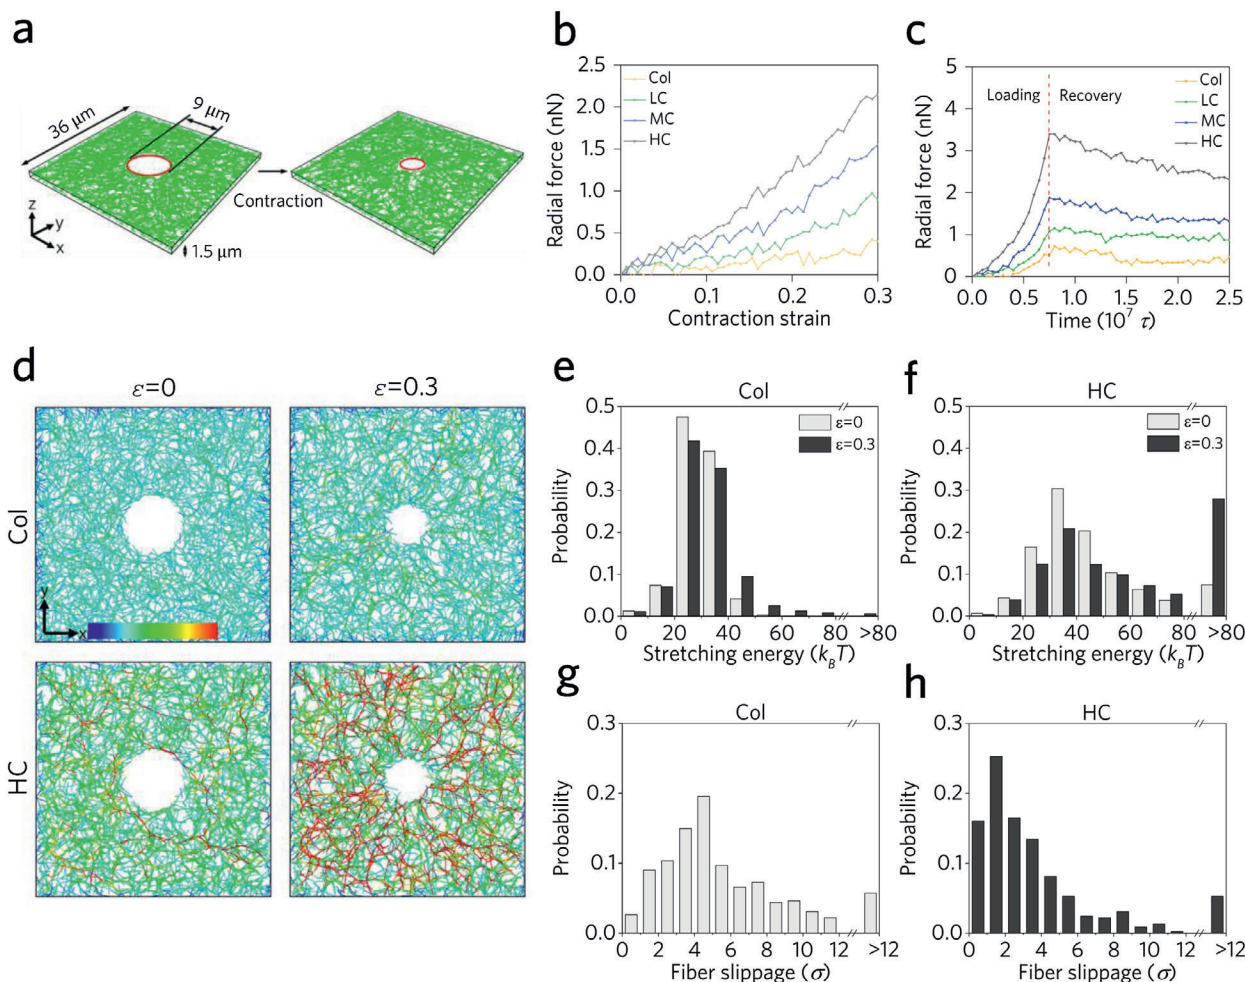 a
36 μm
9 μm
Contraction
z
y
x
1.5 μm
b
Radial force (nN)
2.5
2.0
1.5
1.0
0.5
0.0
Col
LC
MC
HC
0.0 0.1 0.2 0.3
Contraction strain
c
Radial force (nN)
5
4
3
2
1
0
Loading Recovery
Col
LC
MC
HC
0.0 0.5 1.0 1.5 2.0 2.5
Time (10⁷ τ)
d
ε=0 ε=0.3
Col
y
x
HC
e
Col
Probability
0.5
0.4
0.3
0.2
0.1
0.0
ε=0
ε=0.3
0 20 40 60 80 >80
Stretching energy (k_BT)
f
HC
Probability
0.5
0.4
0.3
0.2
0.1
0.0
ε=0
ε=0.3
0 20 40 60 80 >80
Stretching energy (k_BT)
g
Col
Probability
0.3
0.2
0.1
0.0
0 2 4 6 8 10 12 >12
Fiber slippage (σ)
h
HC
Probability
0.3
0.2
0.1
0.0
0 2 4 6 8 10 12 >12
Fiber slippage (σ)